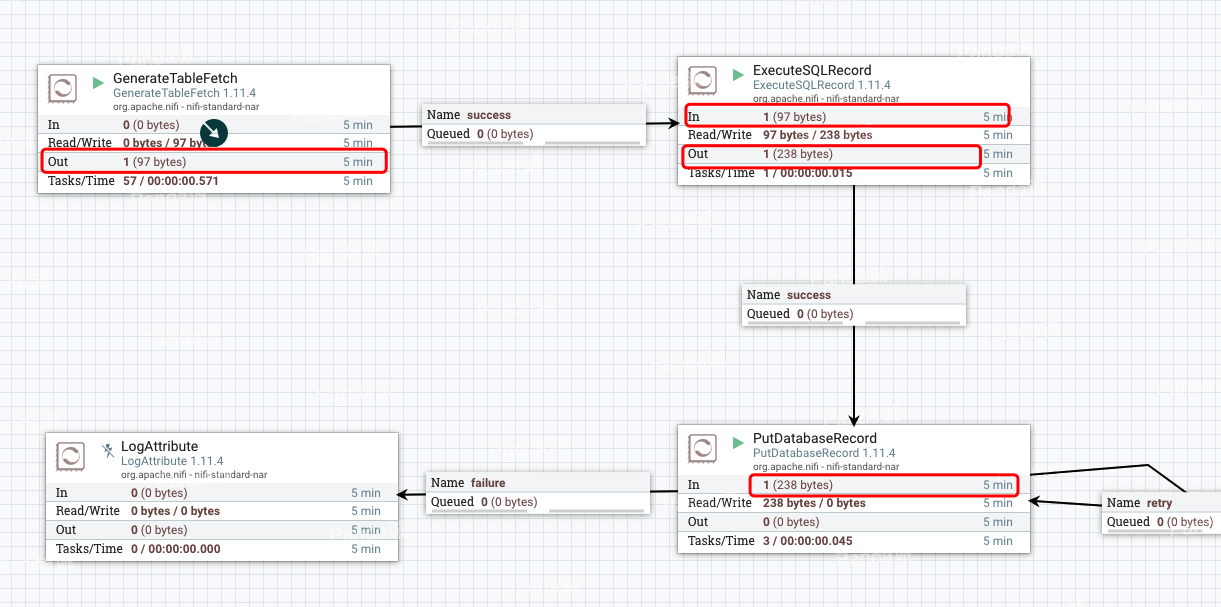 GenerateTableFetch
GenerateTableFetch 1.11.4
org.apache.nifi - nifi-standard-nar
In 0 (0 bytes) 5 min
Read/Write 0 bytes / 97 5 min
Out 1 (97 bytes) 5 min
Tasks/Time 57 / 00:00:00.571 5 min
Name success
Queued 0 (0 bytes)
ExecuteSQLRecord
ExecuteSQLRecord 1.11.4
org.apache.nifi - nifi-standard-nar
In 1 (97 bytes) 5 min
Read/Write 97 bytes / 238 bytes 5 min
Out 1 (238 bytes) 5 min
Tasks/Time 1 / 00:00:00.015 5 min
Name success
Queued 0 (0 bytes)
LogAttribute
LogAttribute 1.11.4
org.apache.nifi - nifi-standard-nar
In 0 (0 bytes) 5 min
Read/Write 0 bytes / 0 bytes 5 min
Out 0 (0 bytes) 5 min
Tasks/Time 0 / 00:00:00.000 5 min
Name failure
Queued 0 (0 bytes)
PutDatabaseRecord
PutDatabaseRecord 1.11.4
org.apache.nifi - nifi-standard-nar
In 1 (238 bytes) 5 min
Read/Write 238 bytes / 0 bytes 5 min
Out 0 (0 bytes) 5 min
Tasks/Time 3 / 00:00:00.045 5 min
Name retry
Queued 0 (0 bytes)